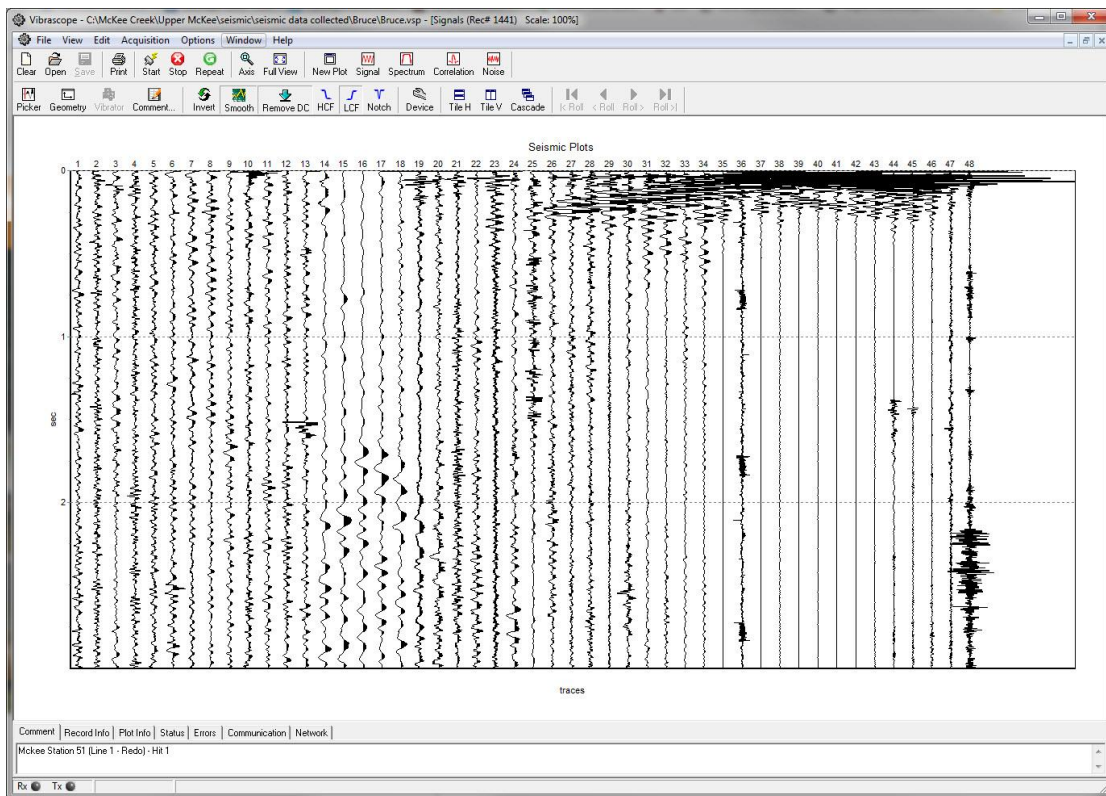 Vibrascope - C:\McKee Creek\Upper McKee\seismic\seismic data collected\Bruce\Bruce.vsp - [Signals (Rec# 1441) Scale: 100%]
File View Edit Acquisition Options Window Help
Clear Open Save Print Start Stop Repeat Axis Full View New Plot Signal Spectrum Correlation Noise
Picker Geometry Vibrator Comment... Invert Smooth Remove DC HCF LCF Notch Device Tile H Tile V Cascade |< Roll < Roll Roll > Roll >|
Seismic Plots
1 2 3 4 5 6 7 8 9 10 11 12 13 14 15 16 17 18 19 20 21 22 23 24 25 26 27 28 29 30 31 32 33 34 35 36 37 38 39 40 41 42 43 44 45 46 47 48
0
1
sec
2
traces
Comment Record Info Plot Info Status Errors Communication Network
Mckee Station 51 (Line 1 - Redo) - Hit 1
Rx Tx